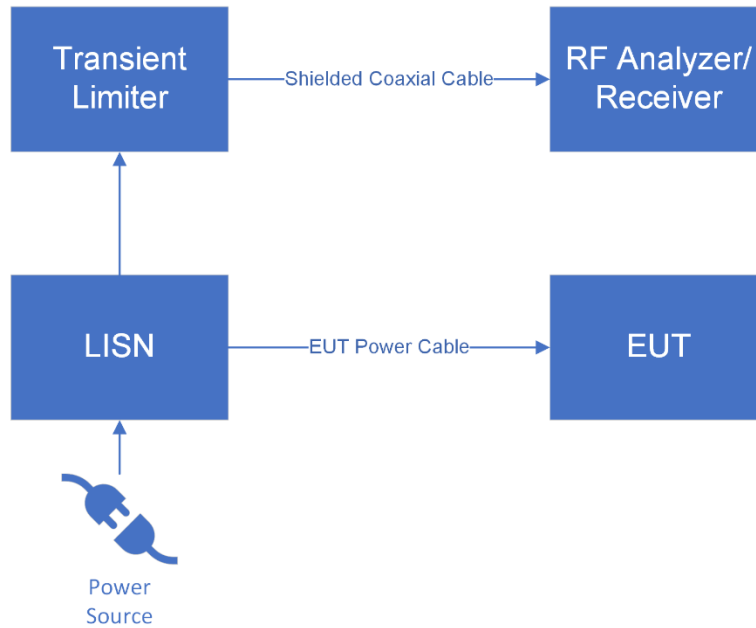 Transient
Limiter
Shielded Coaxial Cable
RF Analyzer/
Receiver
LISN
EUT Power Cable
EUT
Power
Source